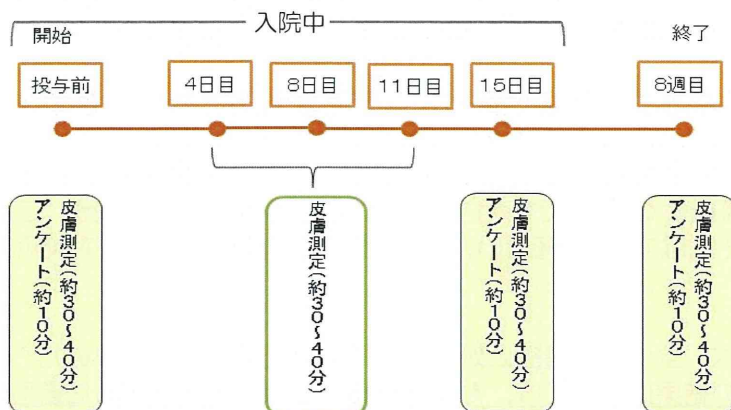 入院中
開始
終了
投与前
4日目
8日目
11日目
15日目
8週目
皮膚測定(約30~40分)
アンケート(約10分)
皮膚測定(約30~40分)
皮膚測定(約30~40分)
アンケート(約10分)
皮膚測定(約30~40分)
アンケート(約10分)